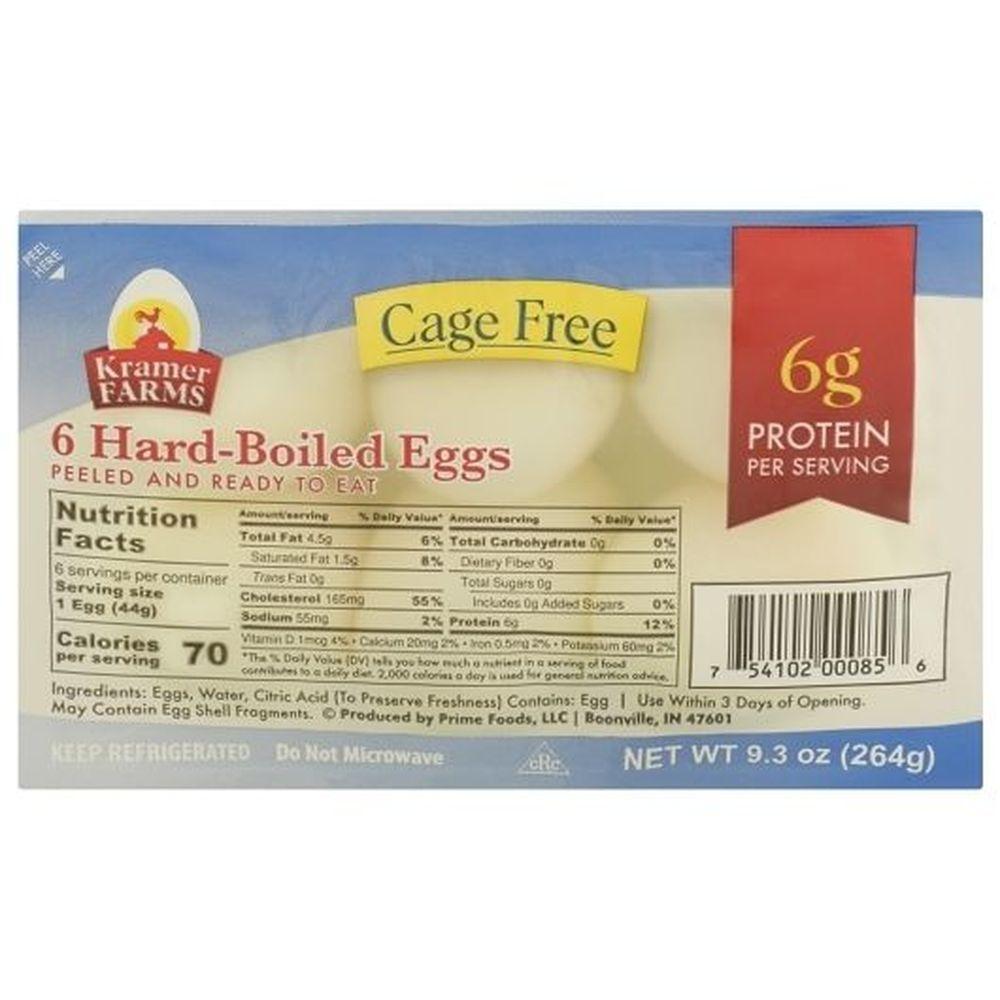 PEEL
HERE
Kramer
FARMS
Cage Free
6g
PROTEIN
PER SERVING
6 Hard-Boiled Eggs
PEELED AND READY TO EAT
Nutrition
Facts
6 servings per container
Serving size
1 Egg (44g)
Calories
per serving 70
Amount/serving % Daily Value*
Total Fat 4.5g 6%
Saturated Fat 1.5g 8%
Trans Fat 0g
Cholesterol 165mg 55%
Sodium 55mg 2%
Amount/serving % Daily Value*
Total Carbohydrate 0g 0%
Dietary Fiber 0g 0%
Total Sugars 0g
Includes 0g Added Sugars 0%
Protein 6g 12%
Vitamin D 1mcg 4% • Calcium 20mg 2% • Iron 0.5mg 2% • Potassium 60mg 2%
*The % Daily Value (DV) tells you how much a nutrient in a serving of food
contributes to a daily diet. 2,000 calories a day is used for general nutrition advice.
7 54102 00085 6
Ingredients: Eggs, Water, Citric Acid (To Preserve Freshness) Contains: Egg | Use Within 3 Days of Opening.
May Contain Egg Shell Fragments. © Produced by Prime Foods, LLC | Boonville, IN 47601
KEEP REFRIGERATED Do Not Microwave
cRc
NET WT 9.3 oz (264g)